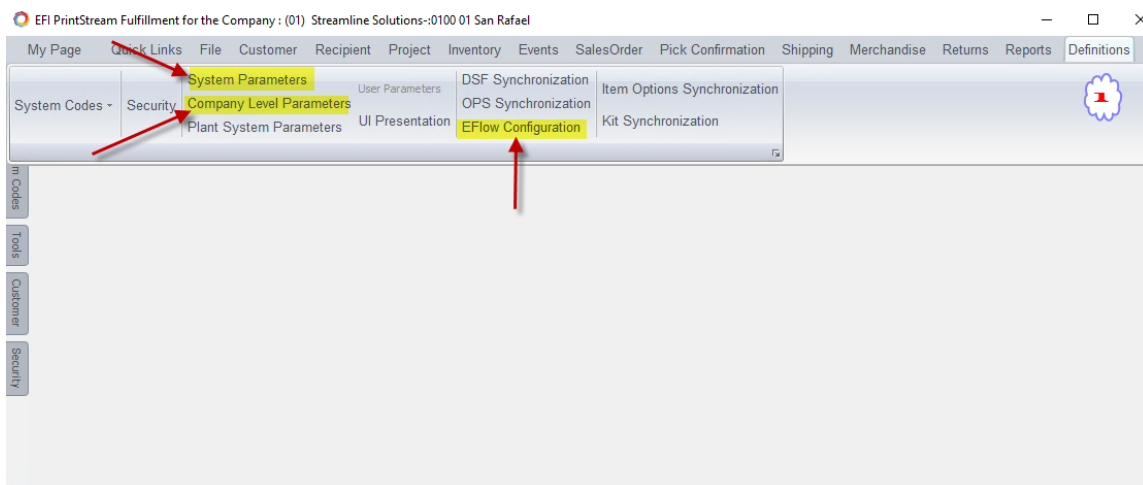 EFI PrintStream Fulfillment for the Company : (01) Streamline Solutions-:0100 01 San Rafael
My Page Quick Links File Customer Recipient Project Inventory Events SalesOrder Pick Confirmation Shipping Merchandise Returns Reports Definitions
System Codes Security
System Parameters
Company Level Parameters
Plant System Parameters
User Parameters
UI Presentation
DSF Synchronization
OPS Synchronization
EFlow Configuration
Item Options Synchronization
Kit Synchronization
1
m Codes
Tools
Customer
Security